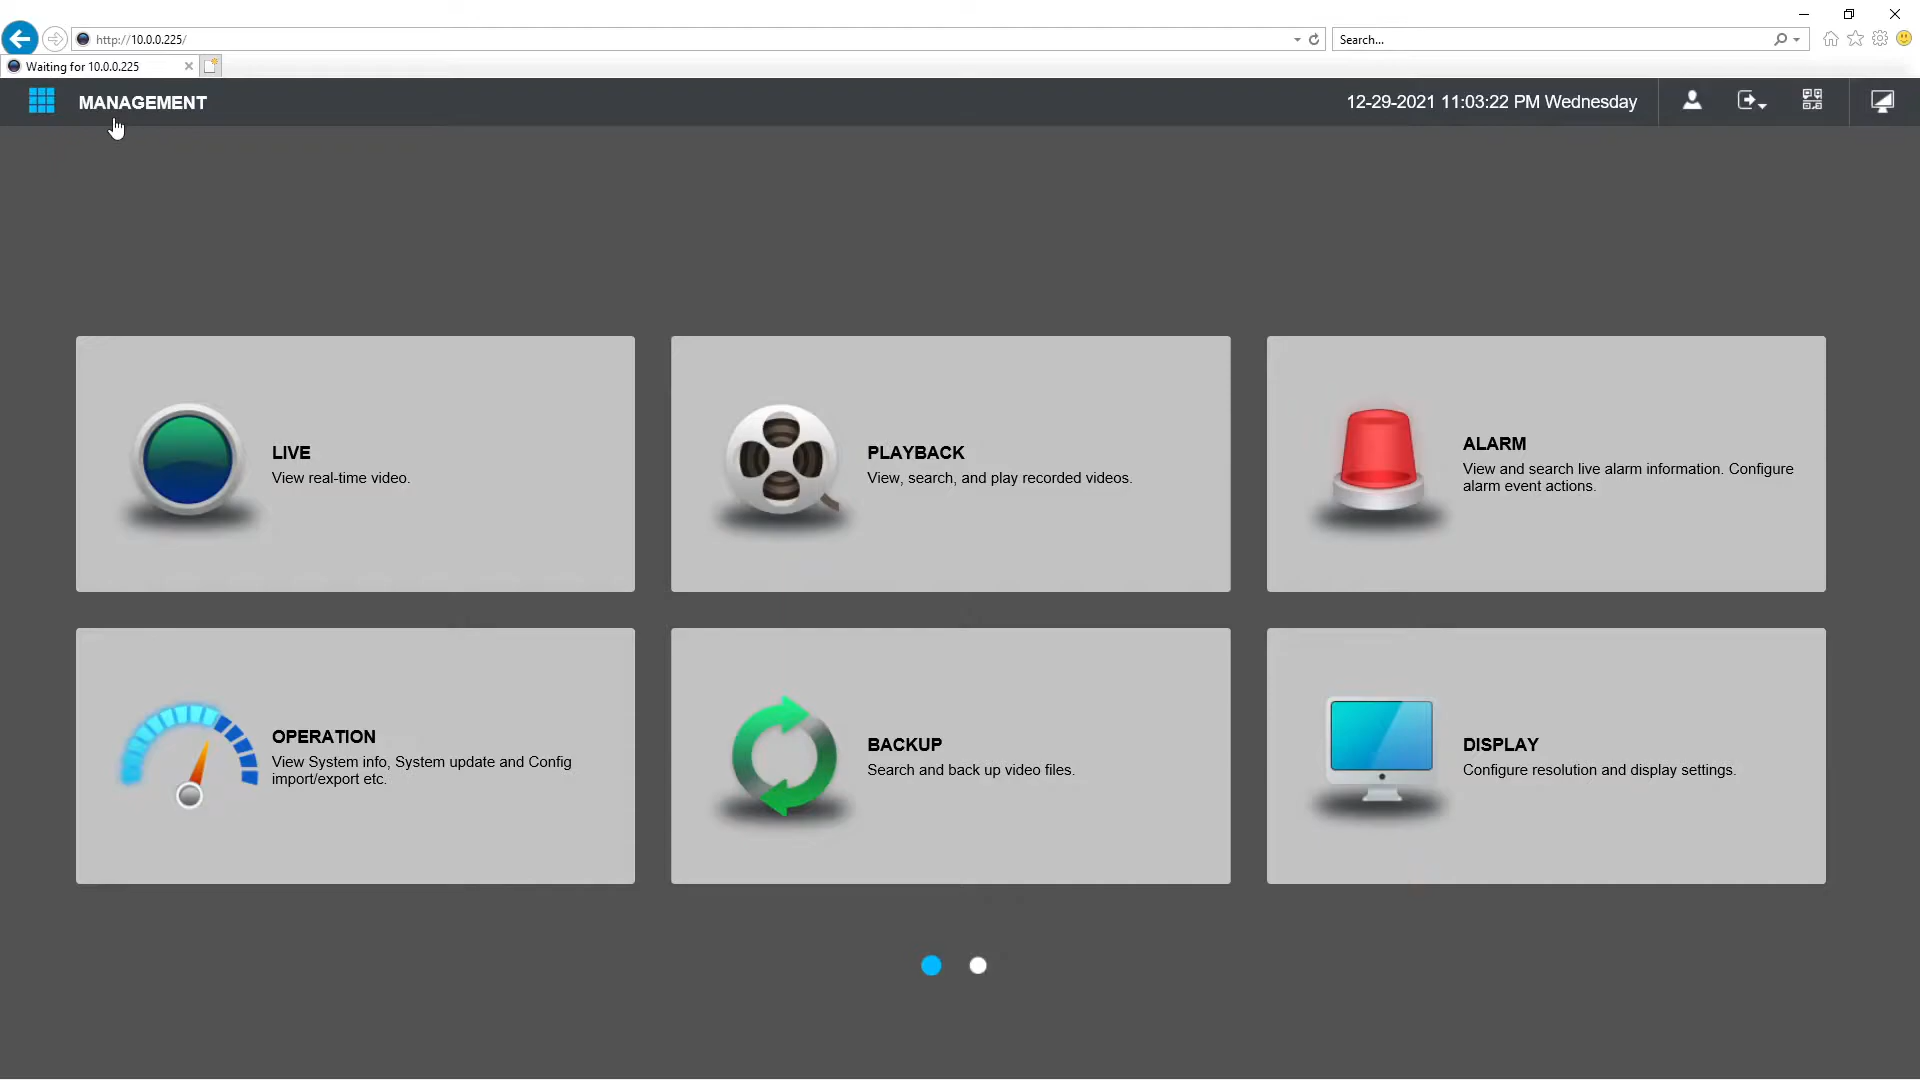 http://10.0.0.225/
Search...
Waiting for 10.0.0.225
MANAGEMENT
12-29-2021 11:03:22 PM Wednesday
LIVE
View real-time video.
PLAYBACK
View, search, and play recorded videos.
ALARM
View and search live alarm information. Configure
alarm event actions.
OPERATION
View System info, System update and Config
import/export etc.
BACKUP
Search and back up video files.
DISPLAY
Configure resolution and display settings.